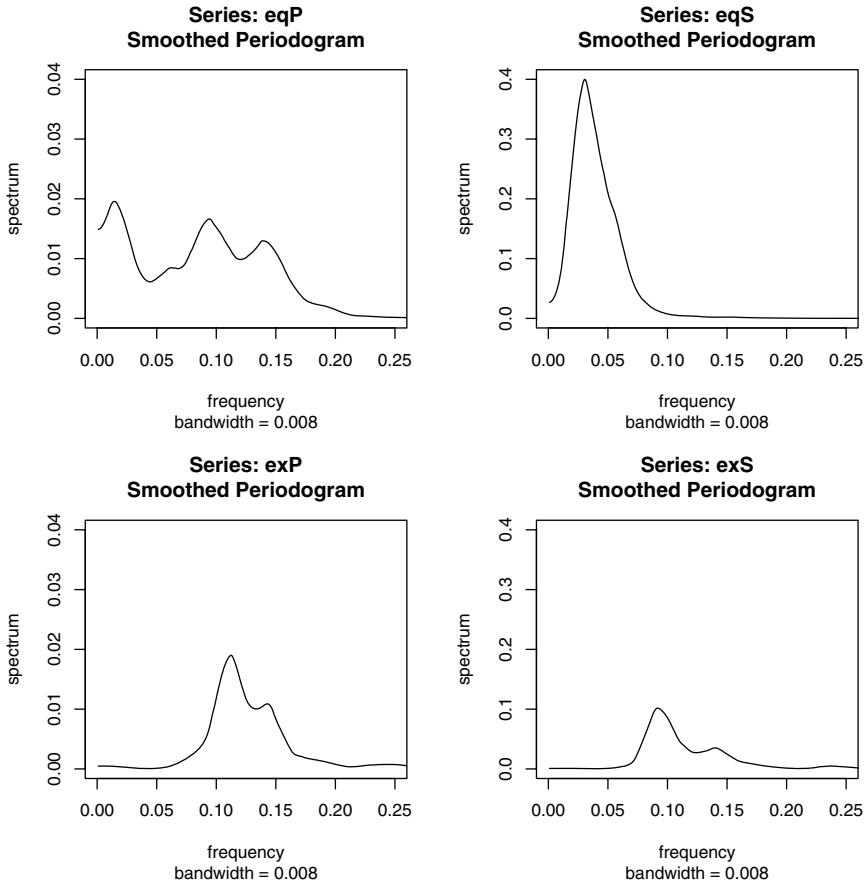 Series: eqP
Smoothed Periodogram
spectrum
0.00 0.01 0.02 0.03 0.04
0.00 0.05 0.10 0.15 0.20 0.25
frequency
bandwidth = 0.008
Series: eqS
Smoothed Periodogram
spectrum
0.0 0.1 0.2 0.3 0.4
0.00 0.05 0.10 0.15 0.20 0.25
frequency
bandwidth = 0.008
Series: exP
Smoothed Periodogram
spectrum
0.00 0.01 0.02 0.03 0.04
0.00 0.05 0.10 0.15 0.20 0.25
frequency
bandwidth = 0.008
Series: exS
Smoothed Periodogram
spectrum
0.0 0.1 0.2 0.3 0.4
0.00 0.05 0.10 0.15 0.20 0.25
frequency
bandwidth = 0.008